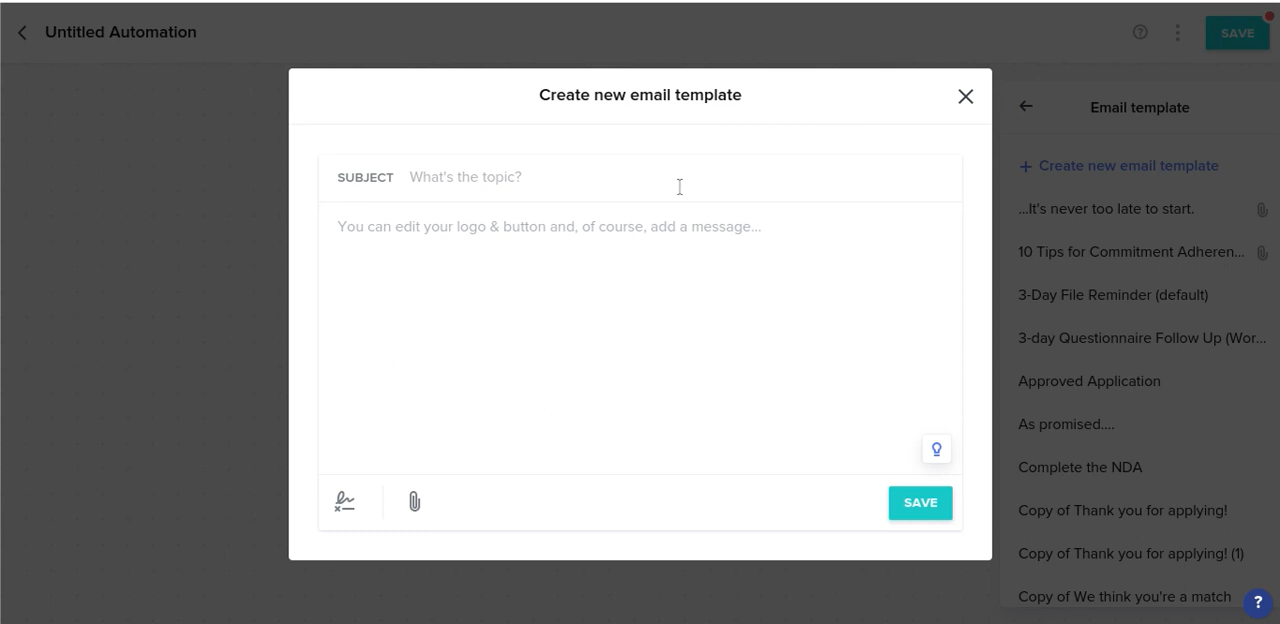 Untitled Automation
SAVE
Create new email template
Email template
SUBJECT What's the topic?
You can edit your logo & button and, of course, add a message...
SAVE
+ Create new email template
...It's never too late to start.
10 Tips for Commitment Adheren...
3-Day File Reminder (default)
3-day Questionnaire Follow Up (Wor...
Approved Application
As promised....
Complete the NDA
Copy of Thank you for applying!
Copy of Thank you for applying! (1)
Copy of We think you're a match
?